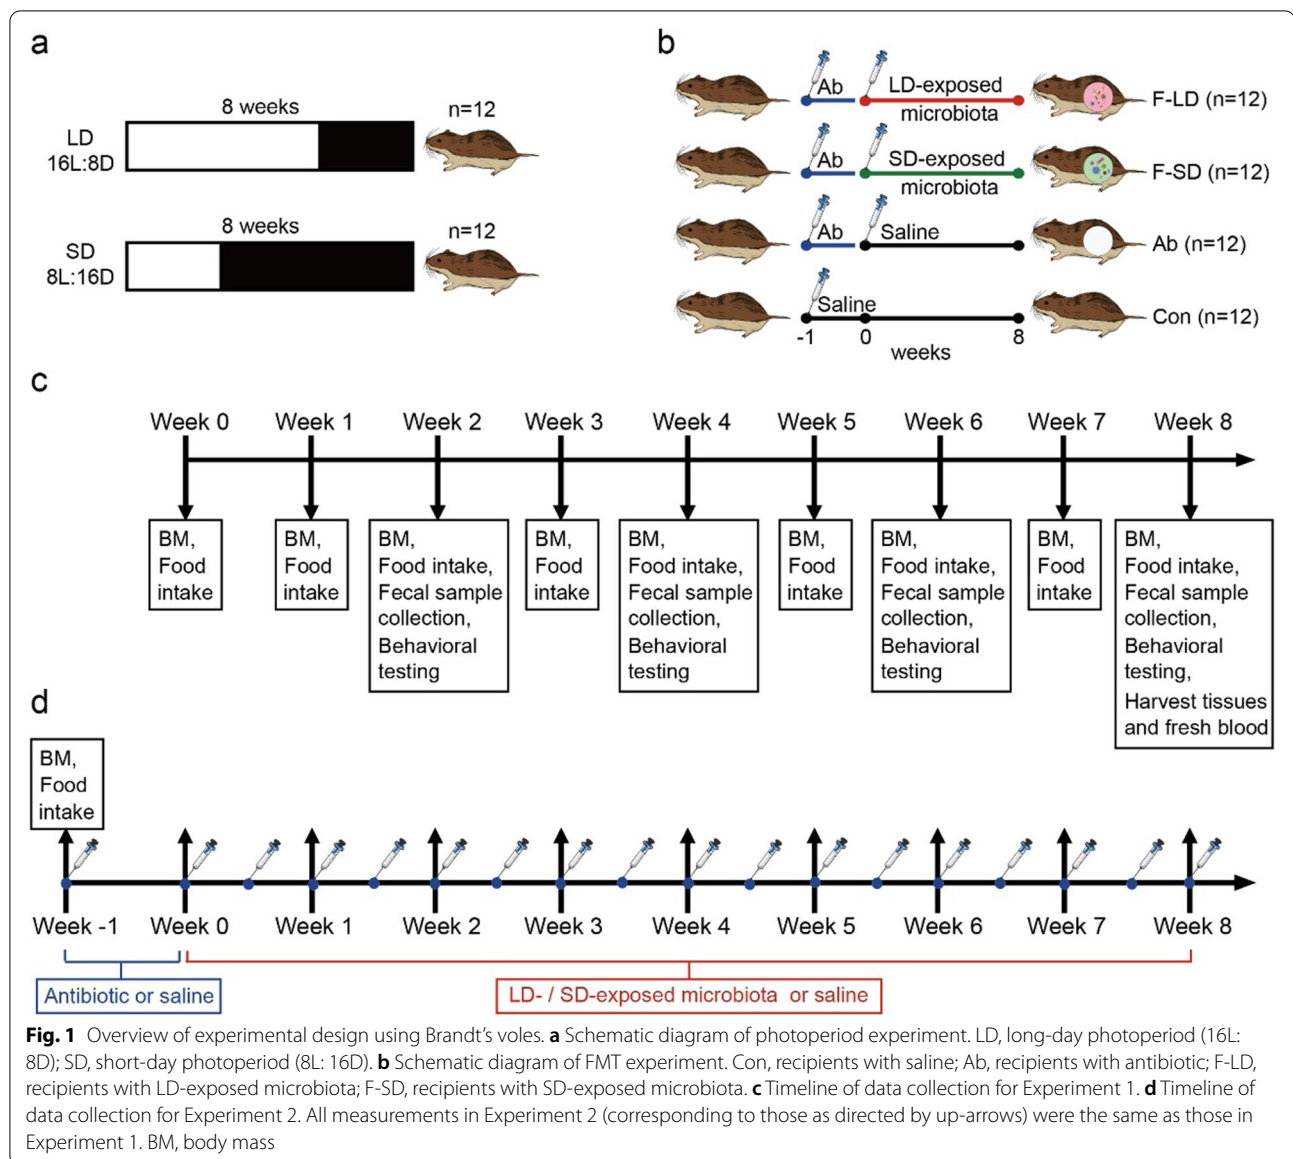 a
8 weeks
n=12
LD
16L:8D
8 weeks
n=12
SD
8L:16D
b
Ab
LD-exposed
microbiota
F-LD (n=12)
Ab
SD-exposed
microbiota
F-SD (n=12)
Ab
Saline
Ab (n=12)
Saline
Con (n=12)
-1 0 8
weeks
c
Week 0 Week 1 Week 2 Week 3 Week 4 Week 5 Week 6 Week 7 Week 8
BM,
Food
intake
BM,
Food
intake
BM,
Food intake,
Fecal sample
collection,
Behavioral
testing
BM,
Food
intake
BM,
Food intake,
Fecal sample
collection,
Behavioral
testing
BM,
Food
intake
BM,
Food intake,
Fecal sample
collection,
Behavioral
testing
BM,
Food
intake
BM,
Food intake,
Fecal sample
collection,
Behavioral
testing,
Harvest tissues
and fresh blood
d
BM,
Food
intake
Week -1 Week 0 Week 1 Week 2 Week 3 Week 4 Week 5 Week 6 Week 7 Week 8
Antibiotic or saline
LD- / SD-exposed microbiota or saline
Fig. 1 Overview of experimental design using Brandt’s voles. a Schematic diagram of photoperiod experiment. LD, long-day photoperiod (16L:
8D); SD, short-day photoperiod (8L: 16D). b Schematic diagram of FMT experiment. Con, recipients with saline; Ab, recipients with antibiotic; F-LD,
recipients with LD-exposed microbiota; F-SD, recipients with SD-exposed microbiota. c Timeline of data collection for Experiment 1. d Timeline of
data collection for Experiment 2. All measurements in Experiment 2 (corresponding to those as directed by up-arrows) were the same as those in
Experiment 1. BM, body mass